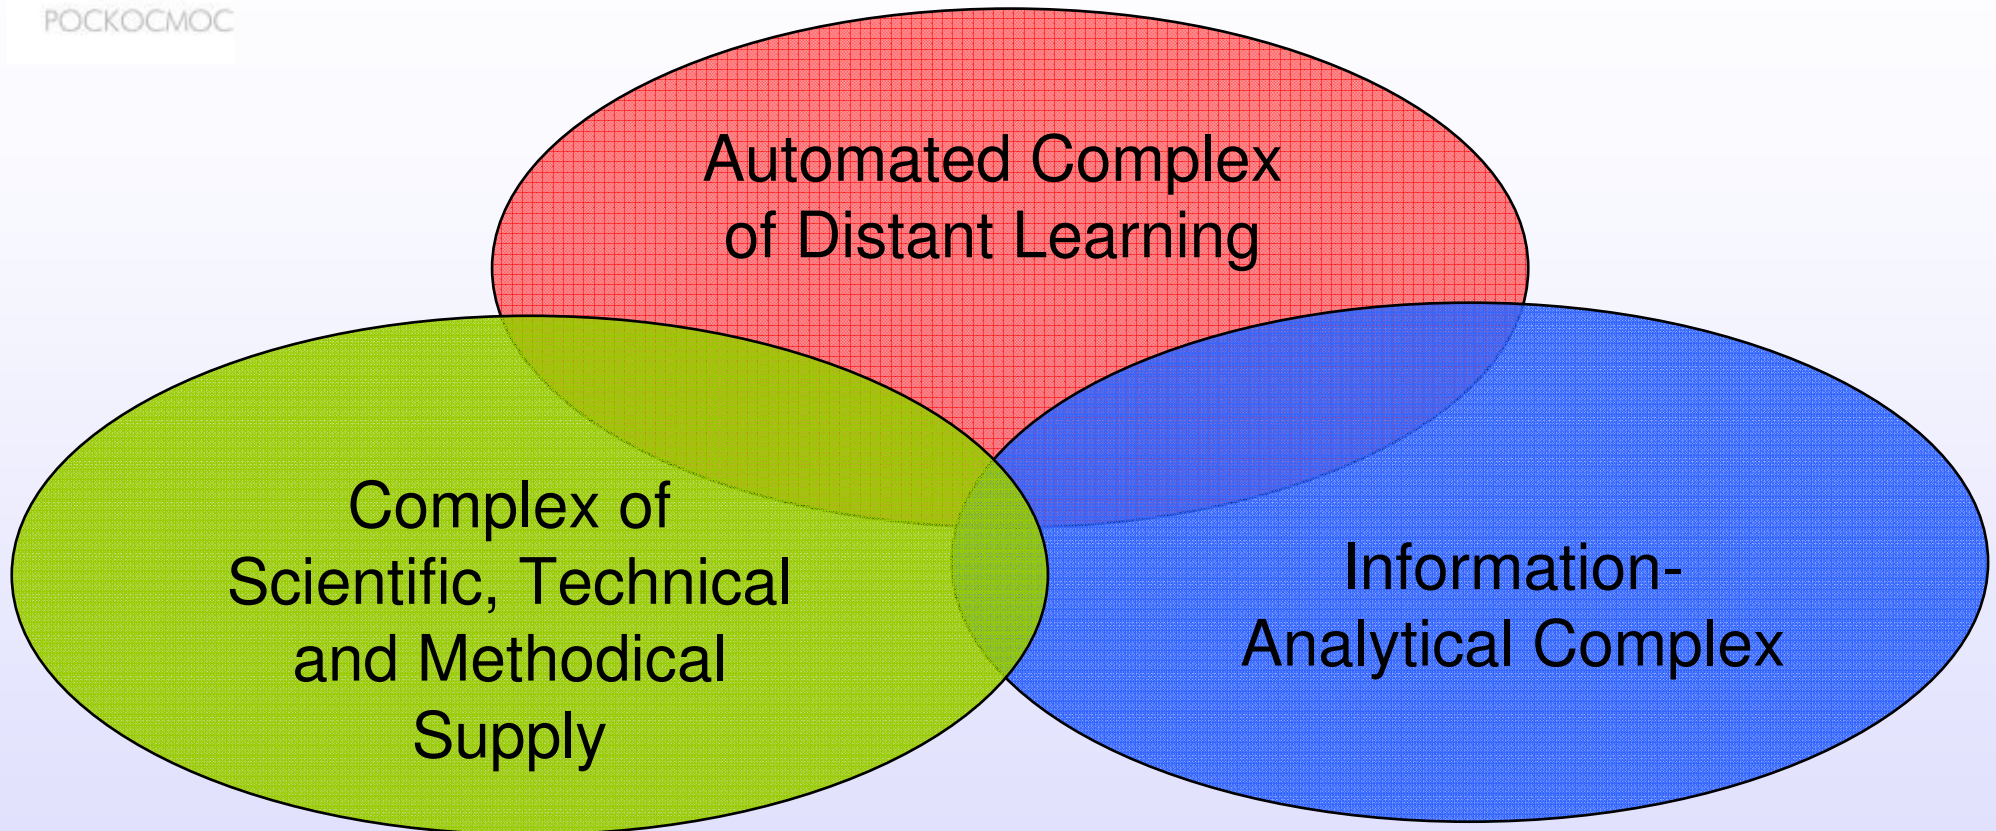 РОСКОСМОС
Automated Complex
of Distant Learning
Complex of
Scientific, Technical
and Methodical
Supply
Information-
Analytical Complex